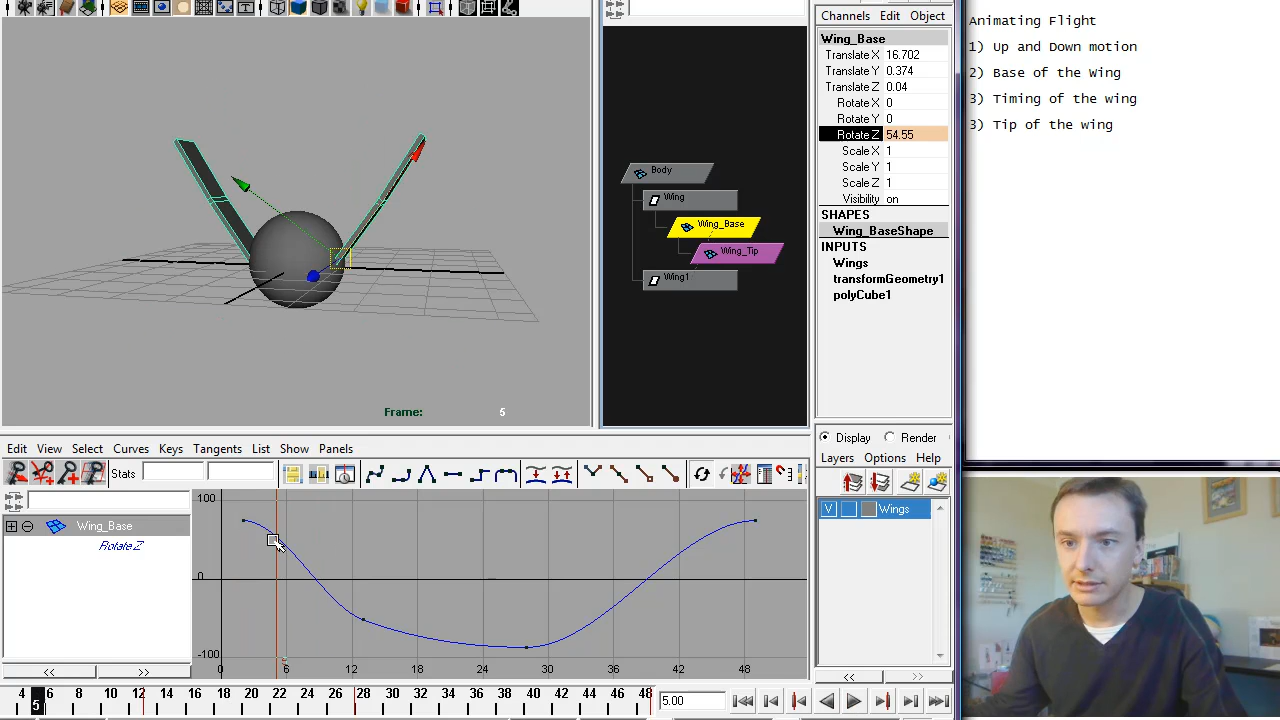 Channels Edit Object
Wing_Base
Translate X 16.702
Translate Y 0.374
Translate Z 0.04
Rotate X 0
Rotate Y 0
Rotate Z 54.55
Scale X 1
Scale Y 1
Scale Z 1
Visibility on
SHAPES
Wing_BaseShape
INPUTS
Wings
transformGeometry1
polyCube1
Animating Flight
1) Up and Down motion
2) Base of the Wing
3) Timing of the wing
3) Tip of the wing
Body
Wing
Wing_Base
Wing_Tip
Wing1
Frame: 5
Edit View Select Curves Keys Tangents List Show Panels
Stats
Wing_Base
Rotate Z
100
0
-100
0 6 12 18 24 30 36 42 48
<< >>
4 5 6 8 10 12 14 16 18 20 22 24 26 28 30 32 34 36 38 40 42 44 46 48
5.00
Display Render
Layers Options Help
V Wings
<< >>